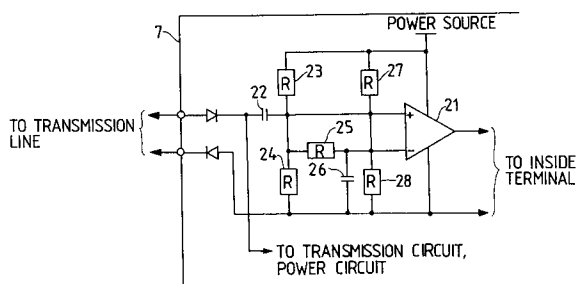 7
POWER SOURCE
23
27
22
R
R
21
+
TO TRANSMISSION
LINE
25
R
24
26
-
R
R
28
TO INSIDE
TERMINAL
TO TRANSMISSION CIRCUIT,
POWER CIRCUIT